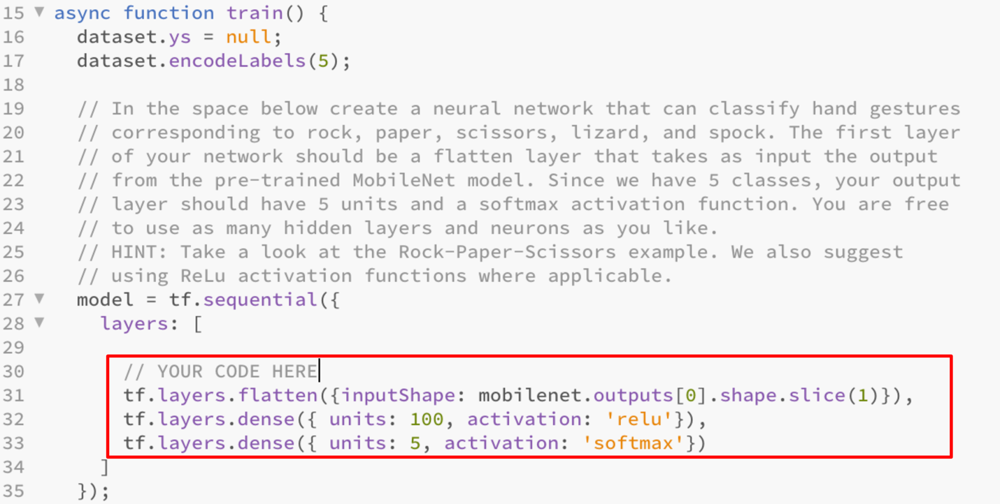 15 ▼ async function train() {
16 dataset.ys = null;
17 dataset.encodeLabels(5);
18
19 // In the space below create a neural network that can classify hand gestures
20 // corresponding to rock, paper, scissors, lizard, and spock. The first layer
21 // of your network should be a flatten layer that takes as input the output
22 // from the pre-trained MobileNet model. Since we have 5 classes, your output
23 // layer should have 5 units and a softmax activation function. You are free
24 // to use as many hidden layers and neurons as you like.
25 // HINT: Take a look at the Rock-Paper-Scissors example. We also suggest
26 // using ReLu activation functions where applicable.
27 ▼ model = tf.sequential({
28 ▼ layers: [
29
30 // YOUR CODE HERE
31 tf.layers.flatten({inputShape: mobilenet.outputs[0].shape.slice(1)}),
32 tf.layers.dense({ units: 100, activation: 'relu'}),
33 tf.layers.dense({ units: 5, activation: 'softmax'})
34 ]
35 });